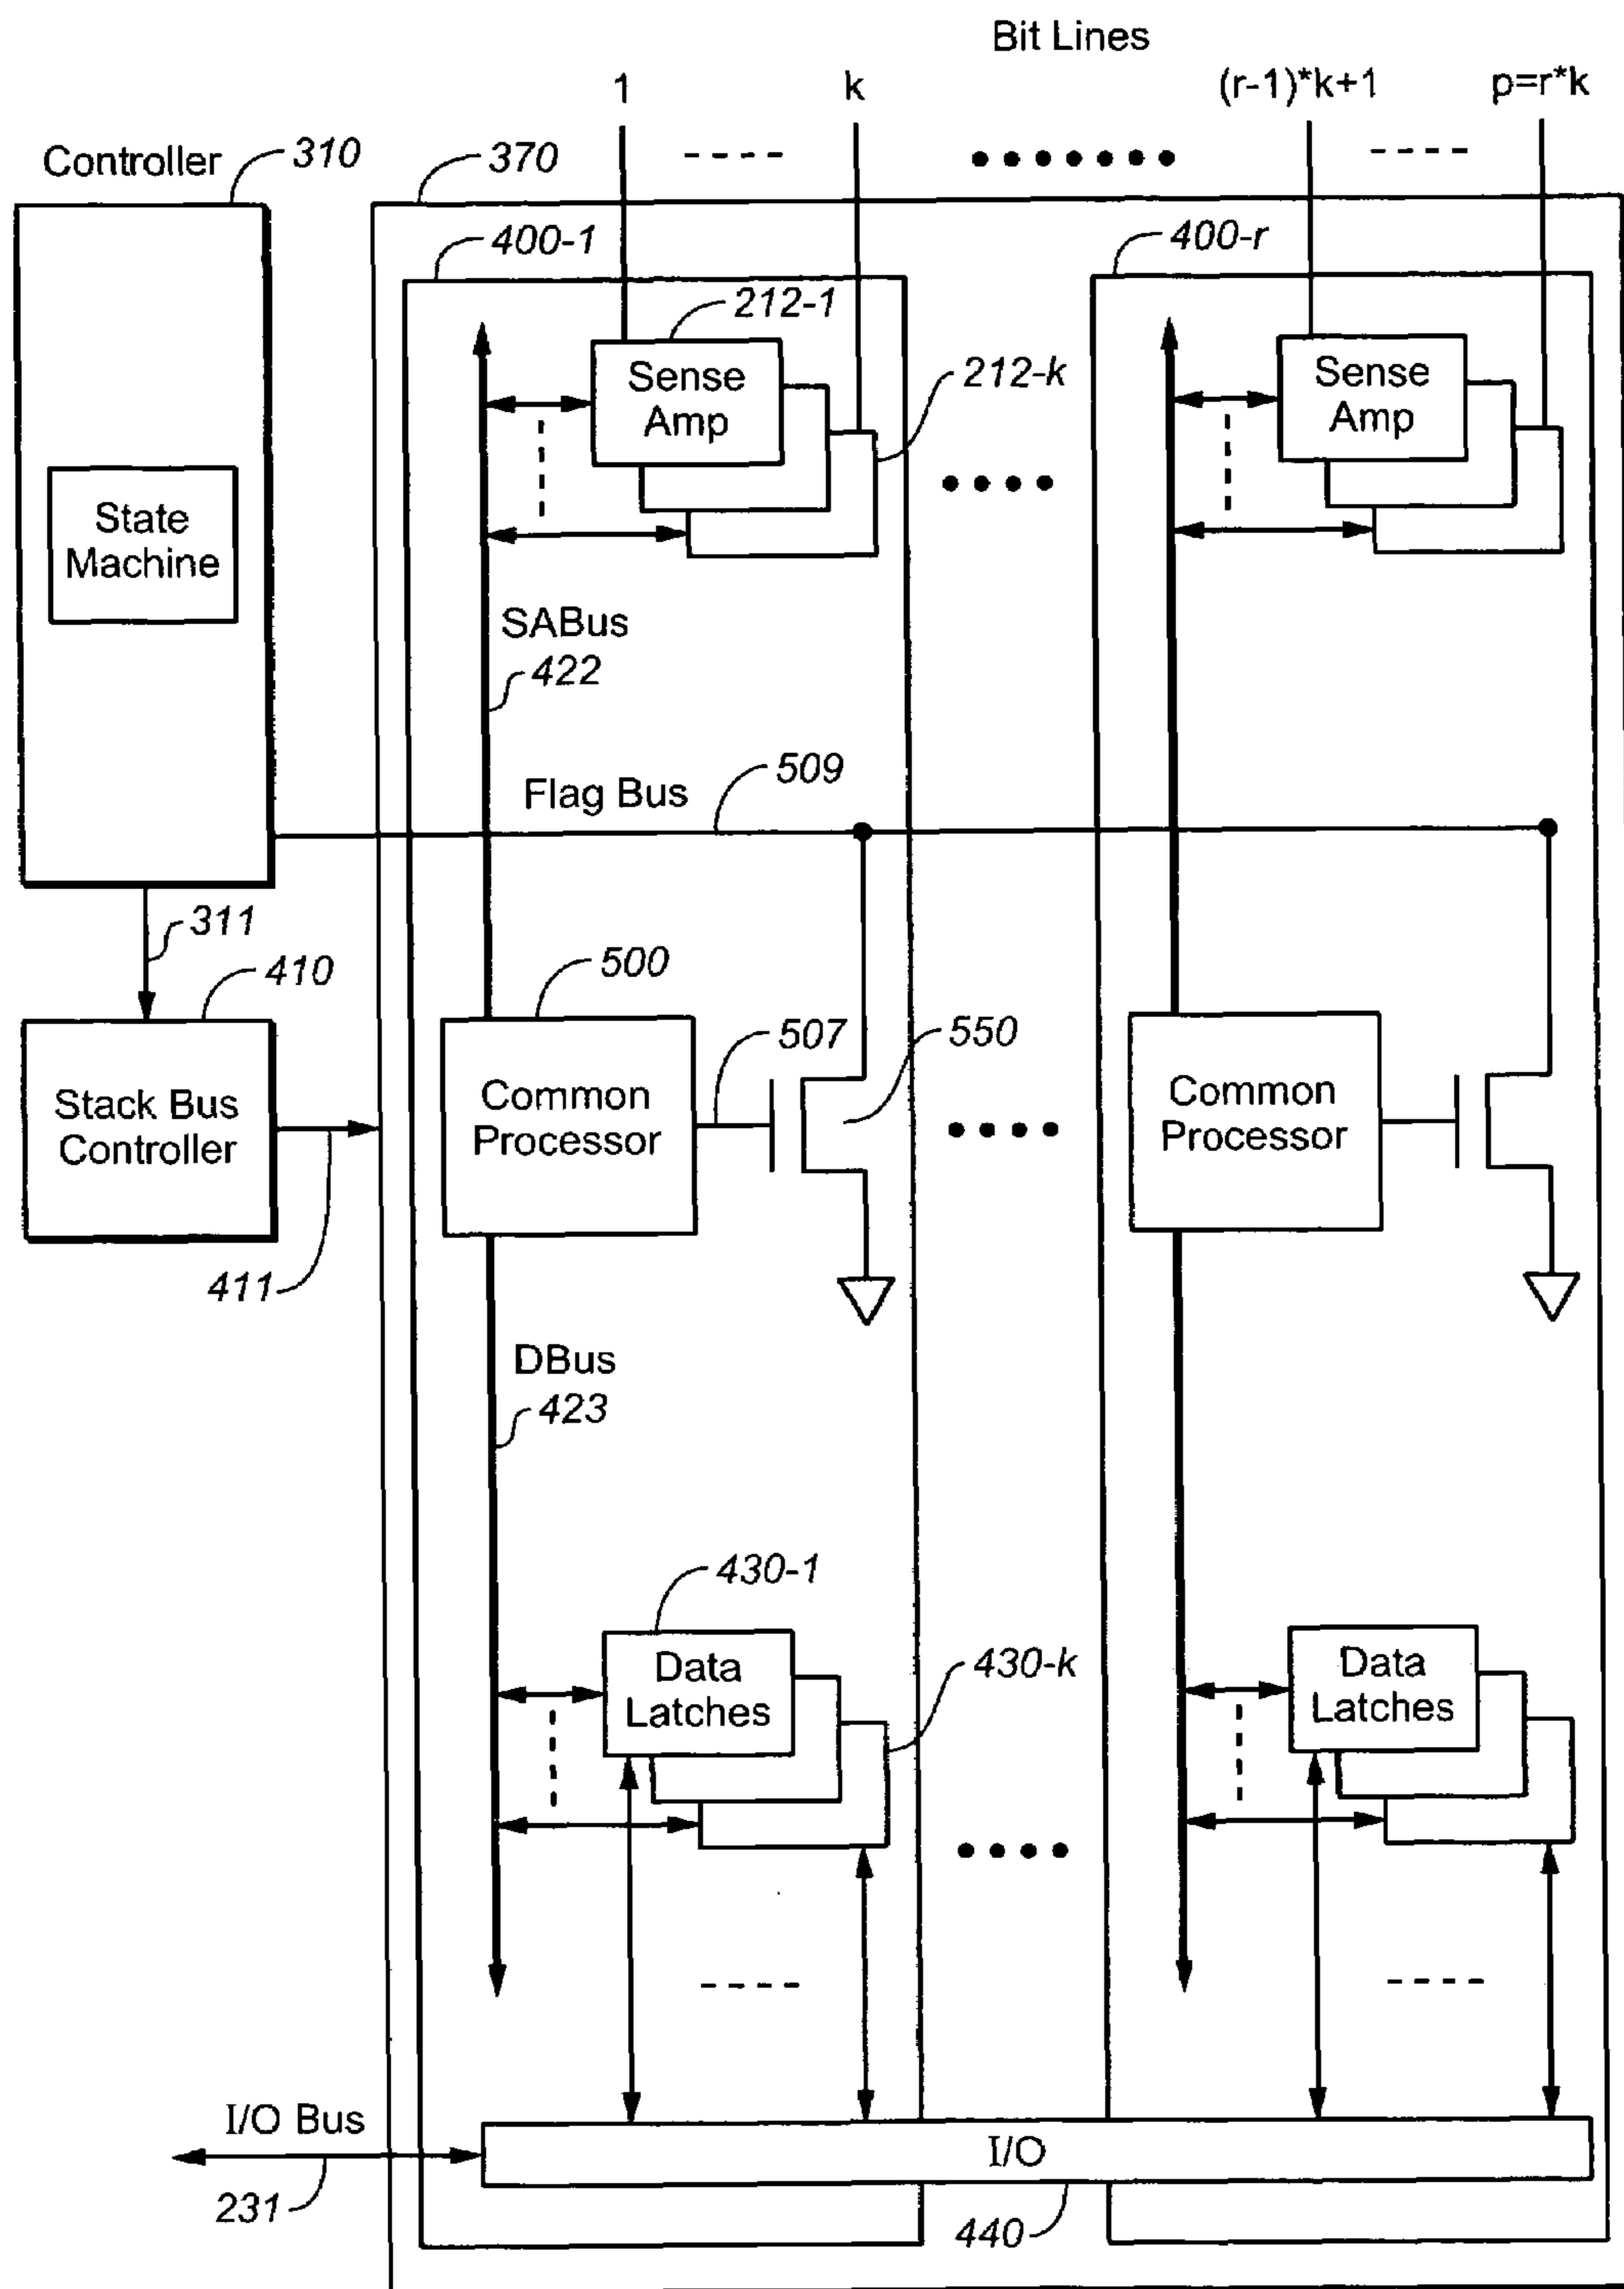 Bit Lines
1
k
(r-1)*k+1
p=r*k
Controller
310
370
400-1
400-r
212-1
212-k
Sense
Amp
Sense
Amp
State
Machine
SABus
422
Flag Bus
509
311
410
500
507
550
Stack Bus
Controller
Common
Processor
Common
Processor
411
DBus
423
430-1
430-k
Data
Latches
Data
Latches
I/O Bus
I/O
231
440